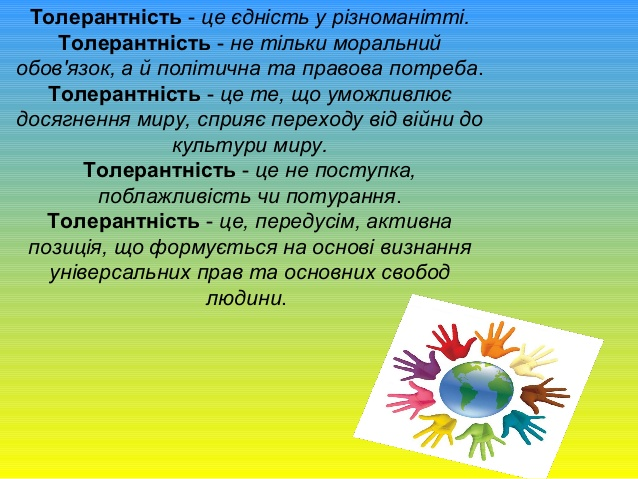 Толерантність - це єдність у різноманітті.
Толерантність - не тільки моральний
обов'язок, а й політична та правова потреба.
Толерантність - це те, що уможливлює
досягнення миру, сприяє переходу від війни до
культури миру.
Толерантність - це не поступка,
поблажливість чи потурання.
Толерантність - це, передусім, активна
позиція, що формується на основі визнання
універсальних прав та основних свобод
людини.